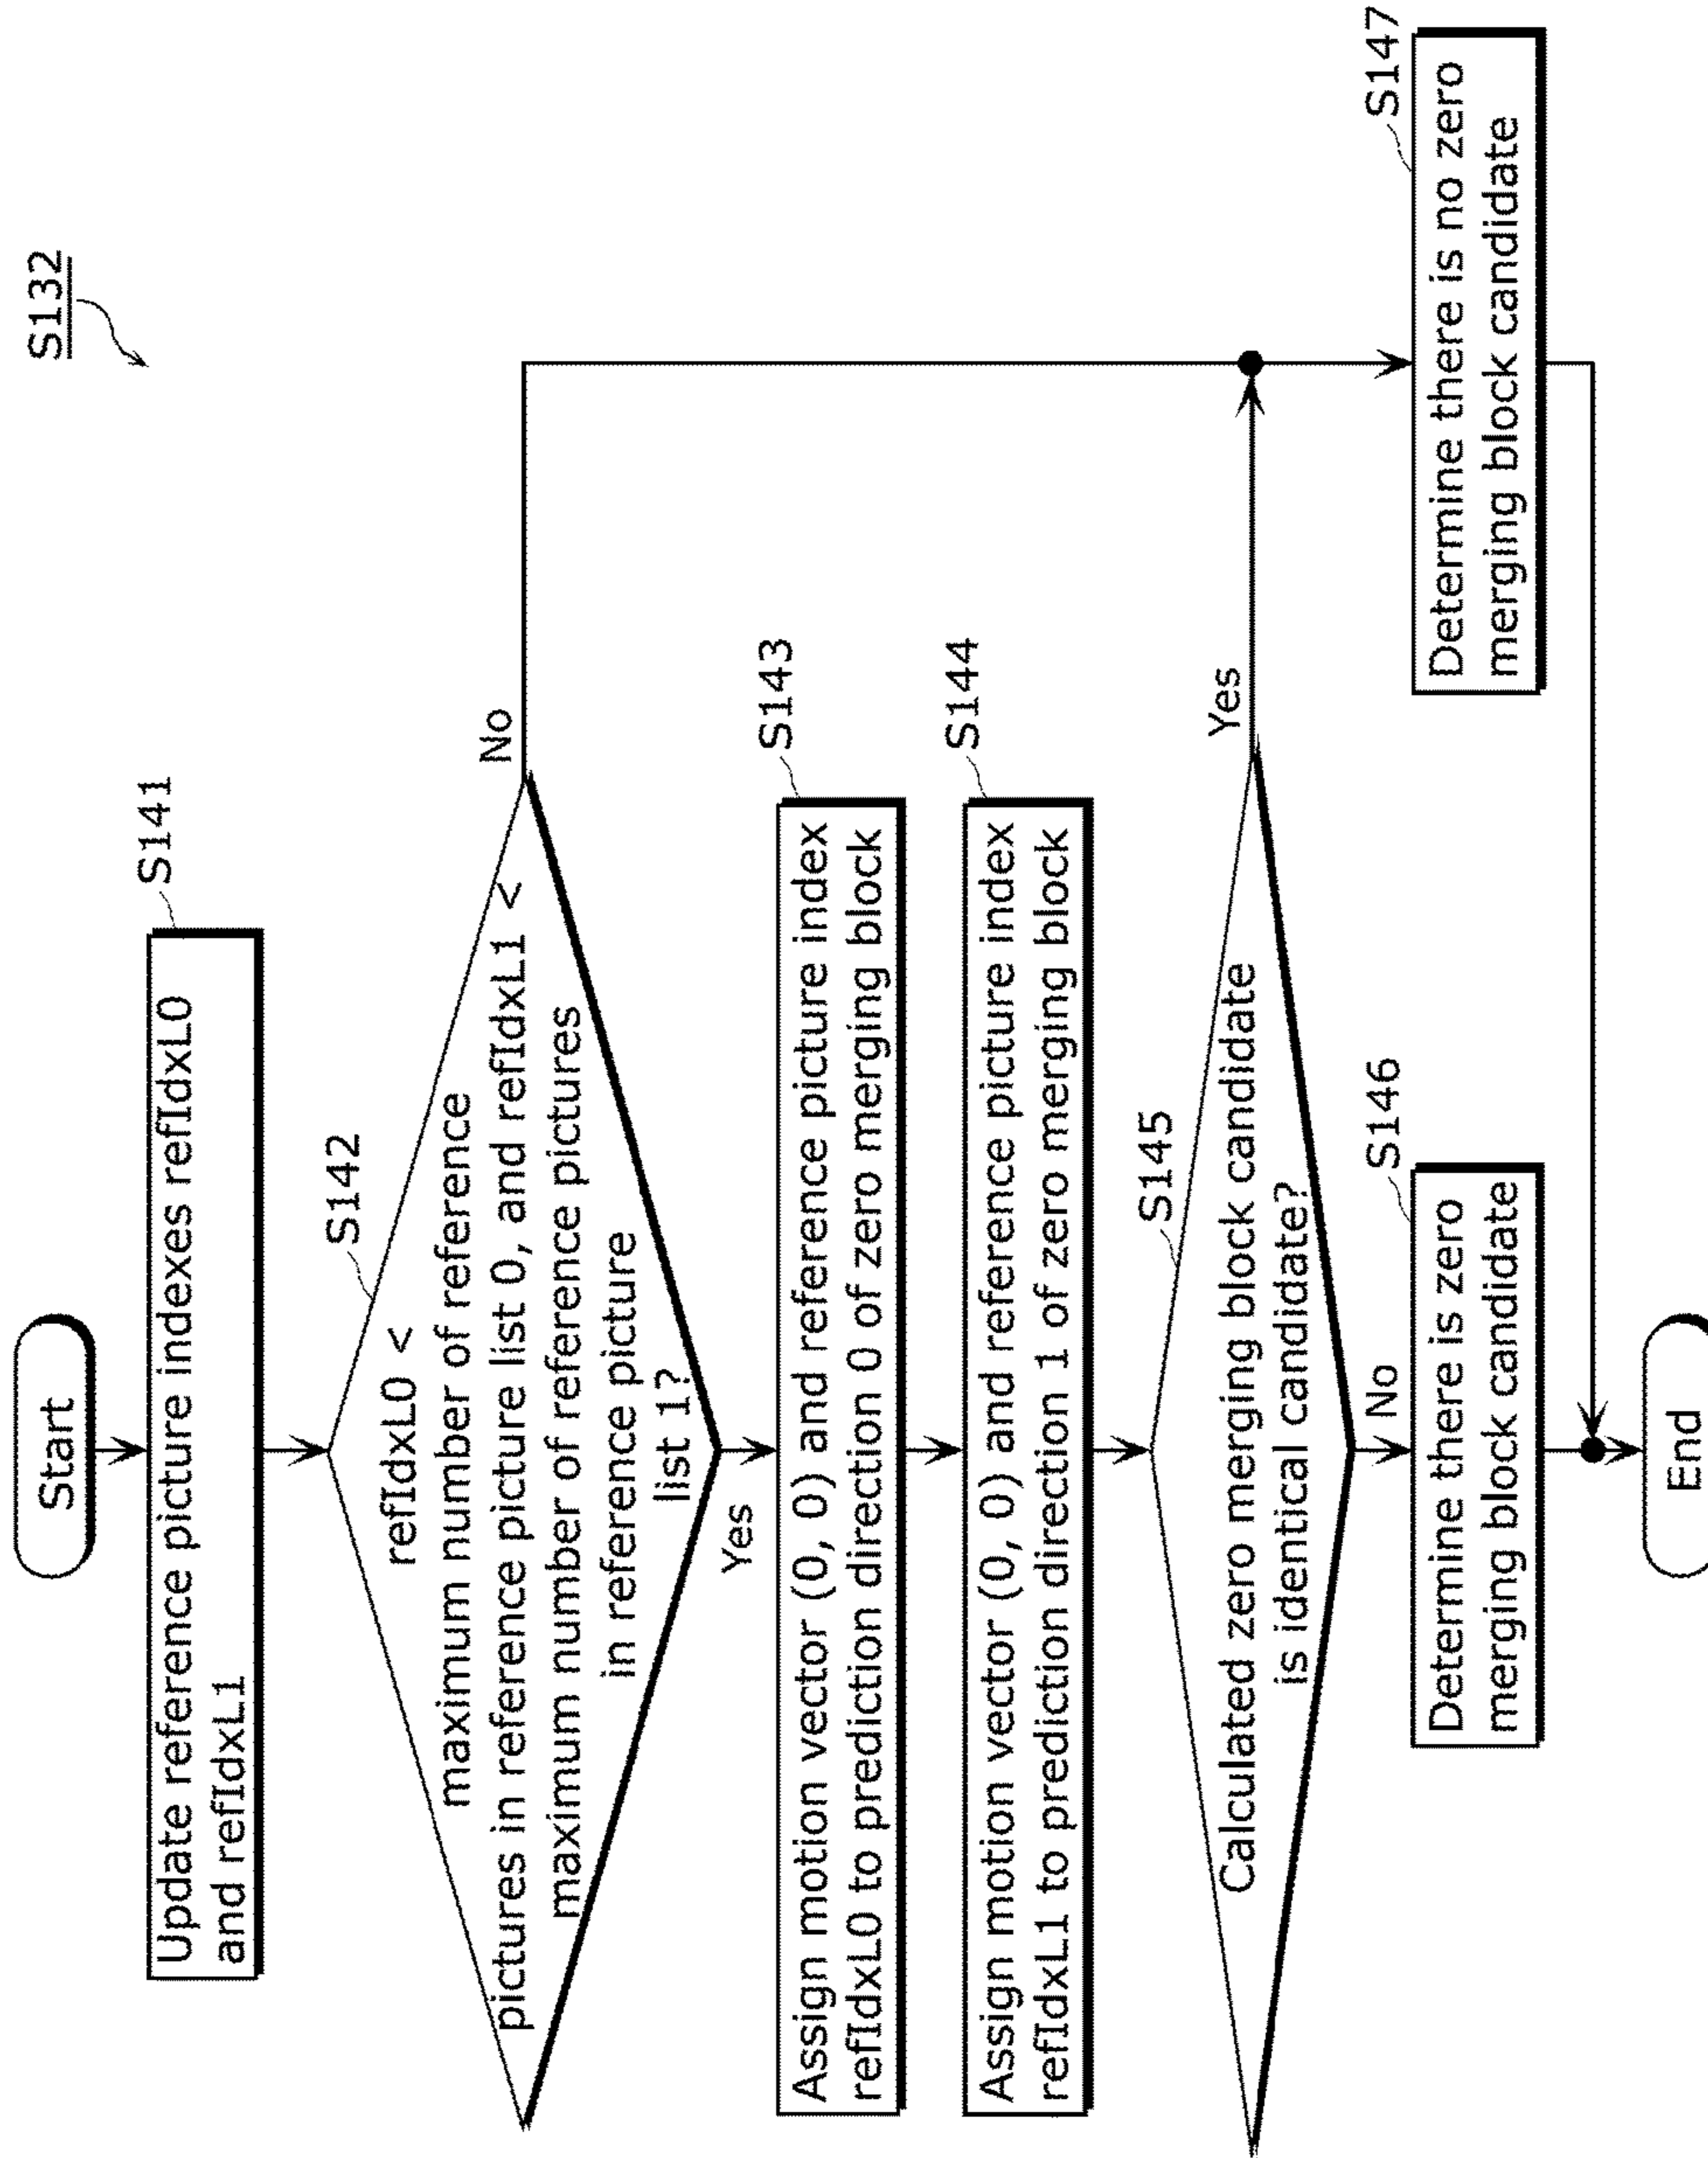 S132
Start
S141
Update reference picture indexes refIdxL0
and refIdxL1
S142
refIdxL0 <
maximum number of reference
pictures in reference picture list 0, and refIdxL1 <
maximum number of reference pictures
in reference picture
list 1?
No
Yes
S143
Assign motion vector (0, 0) and reference picture index
refIdxL0 to prediction direction 0 of zero merging block
S144
Assign motion vector (0, 0) and reference picture index
refIdxL1 to prediction direction 1 of zero merging block
S145
Calculated zero merging block candidate
is identical candidate?
Yes
No
S146
Determine there is zero
merging block candidate
S147
Determine there is no zero
merging block candidate
End